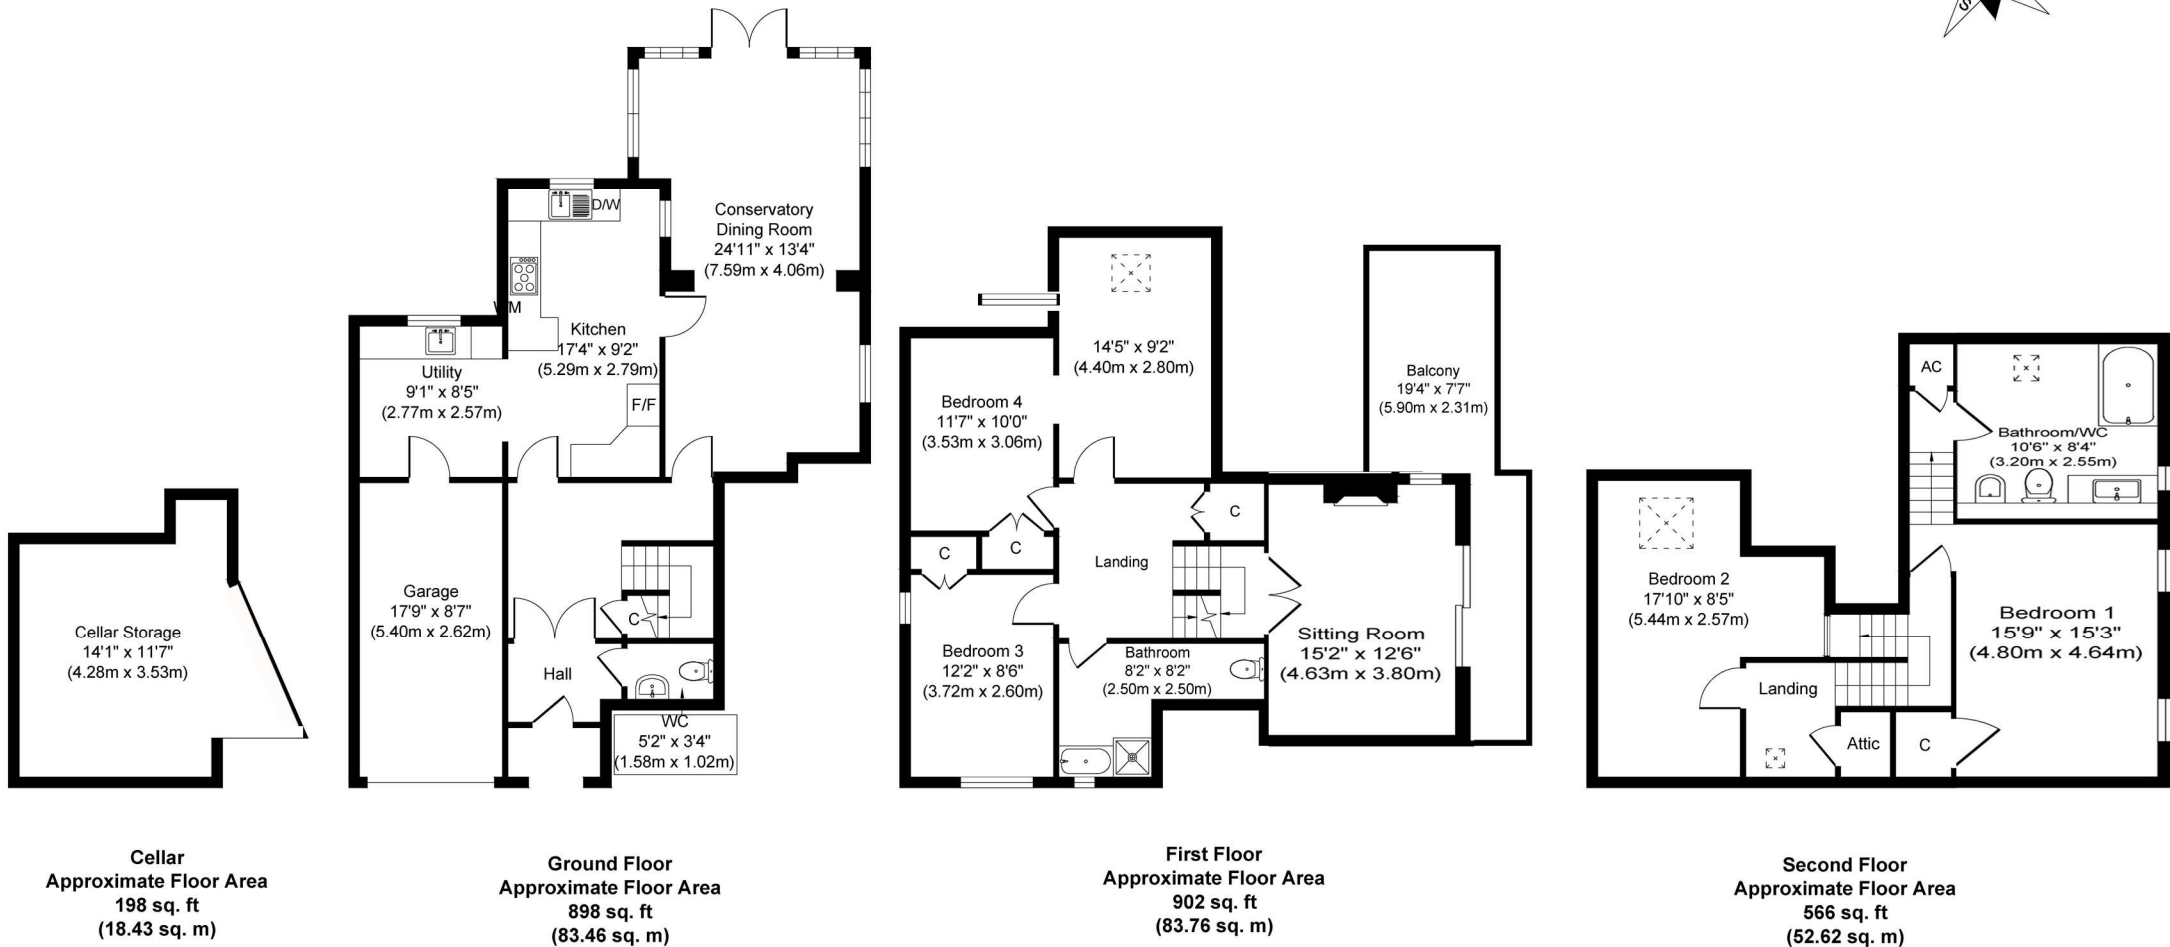 S
Conservatory
Dining Room
24'11" x 13'4"
(7.59m x 4.06m)
D/W
WM
Kitchen
17'4" x 9'2"
(5.29m x 2.79m)
F/F
Utility
9'1" x 8'5"
(2.77m x 2.57m)
Garage
17'9" x 8'7"
(5.40m x 2.62m)
C
Hall
WC
5'2" x 3'4"
(1.58m x 1.02m)
Cellar Storage
14'1" x 11'7"
(4.28m x 3.53m)
14'5" x 9'2"
(4.40m x 2.80m)
Bedroom 4
11'7" x 10'0"
(3.53m x 3.06m)
Balcony
19'4" x 7'7"
(5.90m x 2.31m)
C
C
C
Landing
Bedroom 3
12'2" x 8'6"
(3.72m x 2.60m)
Bathroom
8'2" x 8'2"
(2.50m x 2.50m)
Sitting Room
15'2" x 12'6"
(4.63m x 3.80m)
AC
Bathroom/WC
10'6" x 8'4"
(3.20m x 2.55m)
Bedroom 2
17'10" x 8'5"
(5.44m x 2.57m)
Bedroom 1
15'9" x 15'3"
(4.80m x 4.64m)
Landing
Attic
C
Cellar
Approximate Floor Area
198 sq. ft
(18.43 sq. m)
Ground Floor
Approximate Floor Area
898 sq. ft
(83.46 sq. m)
First Floor
Approximate Floor Area
902 sq. ft
(83.76 sq. m)
Second Floor
Approximate Floor Area
566 sq. ft
(52.62 sq. m)